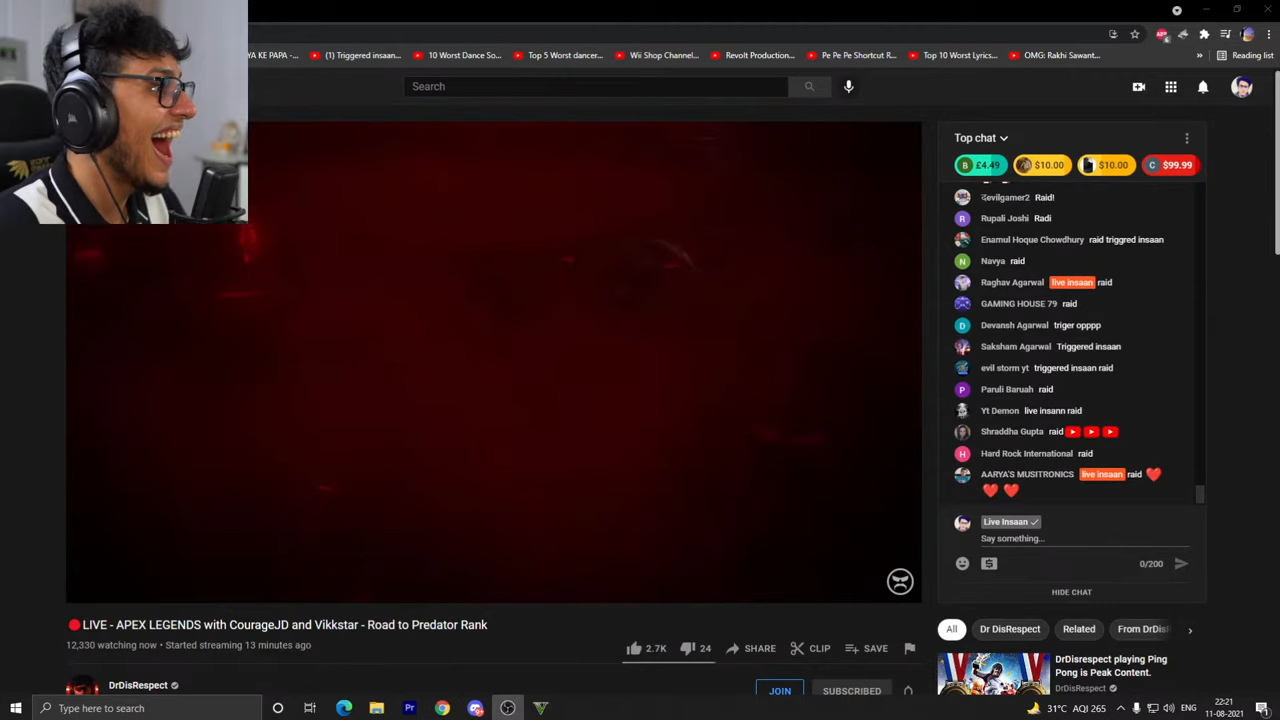 YA KE PAPA -...
(1) Triggered insaan...
10 Worst Dance So...
Top 5 Worst dancer...
Wii Shop Channel...
Revolt Production...
Pe Pe Pe Shortcut R...
Top 10 Worst Lyrics...
OMG: Rakhi Sawant...
»
Reading list
Search
Top chat
B £4.49
$10.00
$10.00
C $99.99
देvilgamer2 Raid!
R Rupali Joshi Radi
Enamul Hoque Chowdhury raid triggred insaan
N Navya raid
Raghav Agarwal live insaan raid
GAMING HOUSE 79 raid
D Devansh Agarwal triger opppp
Saksham Agarwal Triggered insaan
evil storm yt triggered insaan raid
P Paruli Baruah raid
Yt Demon live insann raid
Shraddha Gupta raid
H Hard Rock International raid
AARYA'S MUSITRONICS live insaan raid
Live Insaan
Say something...
0/200
HIDE CHAT
LIVE - APEX LEGENDS with CourageJD and Vikkstar - Road to Predator Rank
12,330 watching now • Started streaming 13 minutes ago
2.7K
24
SHARE
CLIP
SAVE
DrDisRespect
JOIN
SUBSCRIBED
All
Dr DisRespect
Related
From DrDisR
DrDisrespect playing Ping
Pong is Peak Content.
DrDisRespect
Type here to search
Pr
31°C AQI 265
22:21
11-08-2021